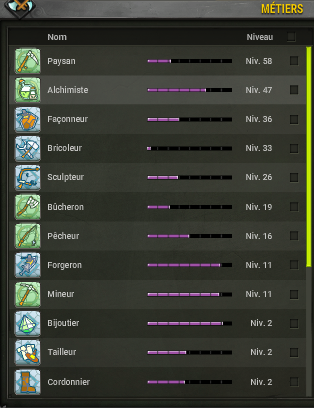 MÉTIERS
Nom Niveau
Paysan Niv. 58
Alchimiste Niv. 47
Façonneur Niv. 36
Bricoleur Niv. 33
Sculpteur Niv. 26
Bûcheron Niv. 19
Pêcheur Niv. 16
Forgeron Niv. 11
Mineur Niv. 11
Bijoutier Niv. 2
Tailleur Niv. 2
Cordonnier Niv. 2